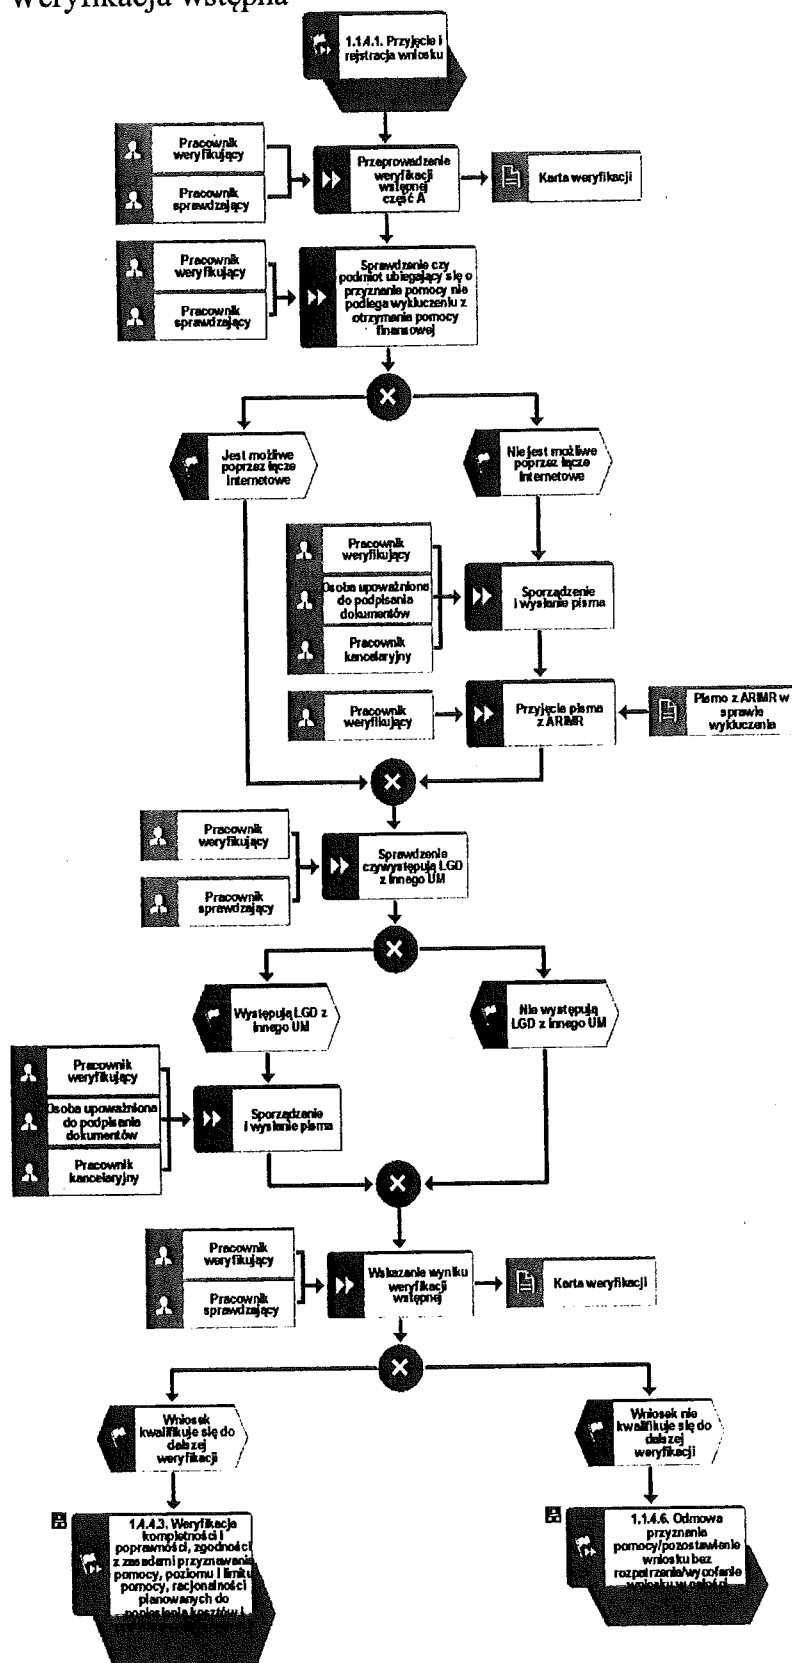 Weryfikacja wstępna
1.1.4.1. Przyjęcie i
rejstracja wniosku
Pracownik
weryfikujący
Pracownik
sprawdzający
Przeprowadzenie
weryfikacji
wstępnej
część A
Karta weryfikacji
Pracownik
weryfikujący
Pracownik
sprawdzający
Sprawdzenie czy
podmiot ubiegający się o
przyznanie pomocy nie
podlega wykluczeniu z
otrzymania pomocy
finansowej
Jest możliwe
poprzez łącze
internetowe
Nie jest możliwe
poprzez łącze
internetowe
Pracownik
weryfikujący
Osoba upoważniona
do podpisania
dokumentów
Pracownik
kancelaryjny
Sporządzenie
i wysłanie pisma
Pracownik
weryfikujący
Przyjęcie pisma
z ARiMR
Pismo z ARiMR w
sprawie
wykluczenia
Pracownik
weryfikujący
Pracownik
sprawdzający
Sprawdzenie
czywystępują LGD
z innego UM
Występują LGD z
innego UM
Nie występują
LGD z innego UM
Pracownik
weryfikujący
Osoba upoważniona
do podpisania
dokumentów
Pracownik
kancelaryjny
Sporządzenie
i wysłanie pisma
Pracownik
weryfikujący
Pracownik
sprawdzający
Wskazanie wyniku
weryfikacji
wstępnej
Karta weryfikacji
Wniosek
kwalifikuje się do
dalszej
weryfikacji
Wniosek nie
kwalifikuje się do
dalszej
weryfikacji
1.4.4.3. Weryfikacja
kompletności i
poprawności, zgodności
z zasadami przyznawania
pomocy, poziomu i limitu
pomocy, racjonalności
planowanych do
poniesienia kosztów i
1.1.4.6. Odmowa
przyznania
pomocy/pozostawienie
wniosku bez
rozpatrzenia/wycofanie
wniosku w całości